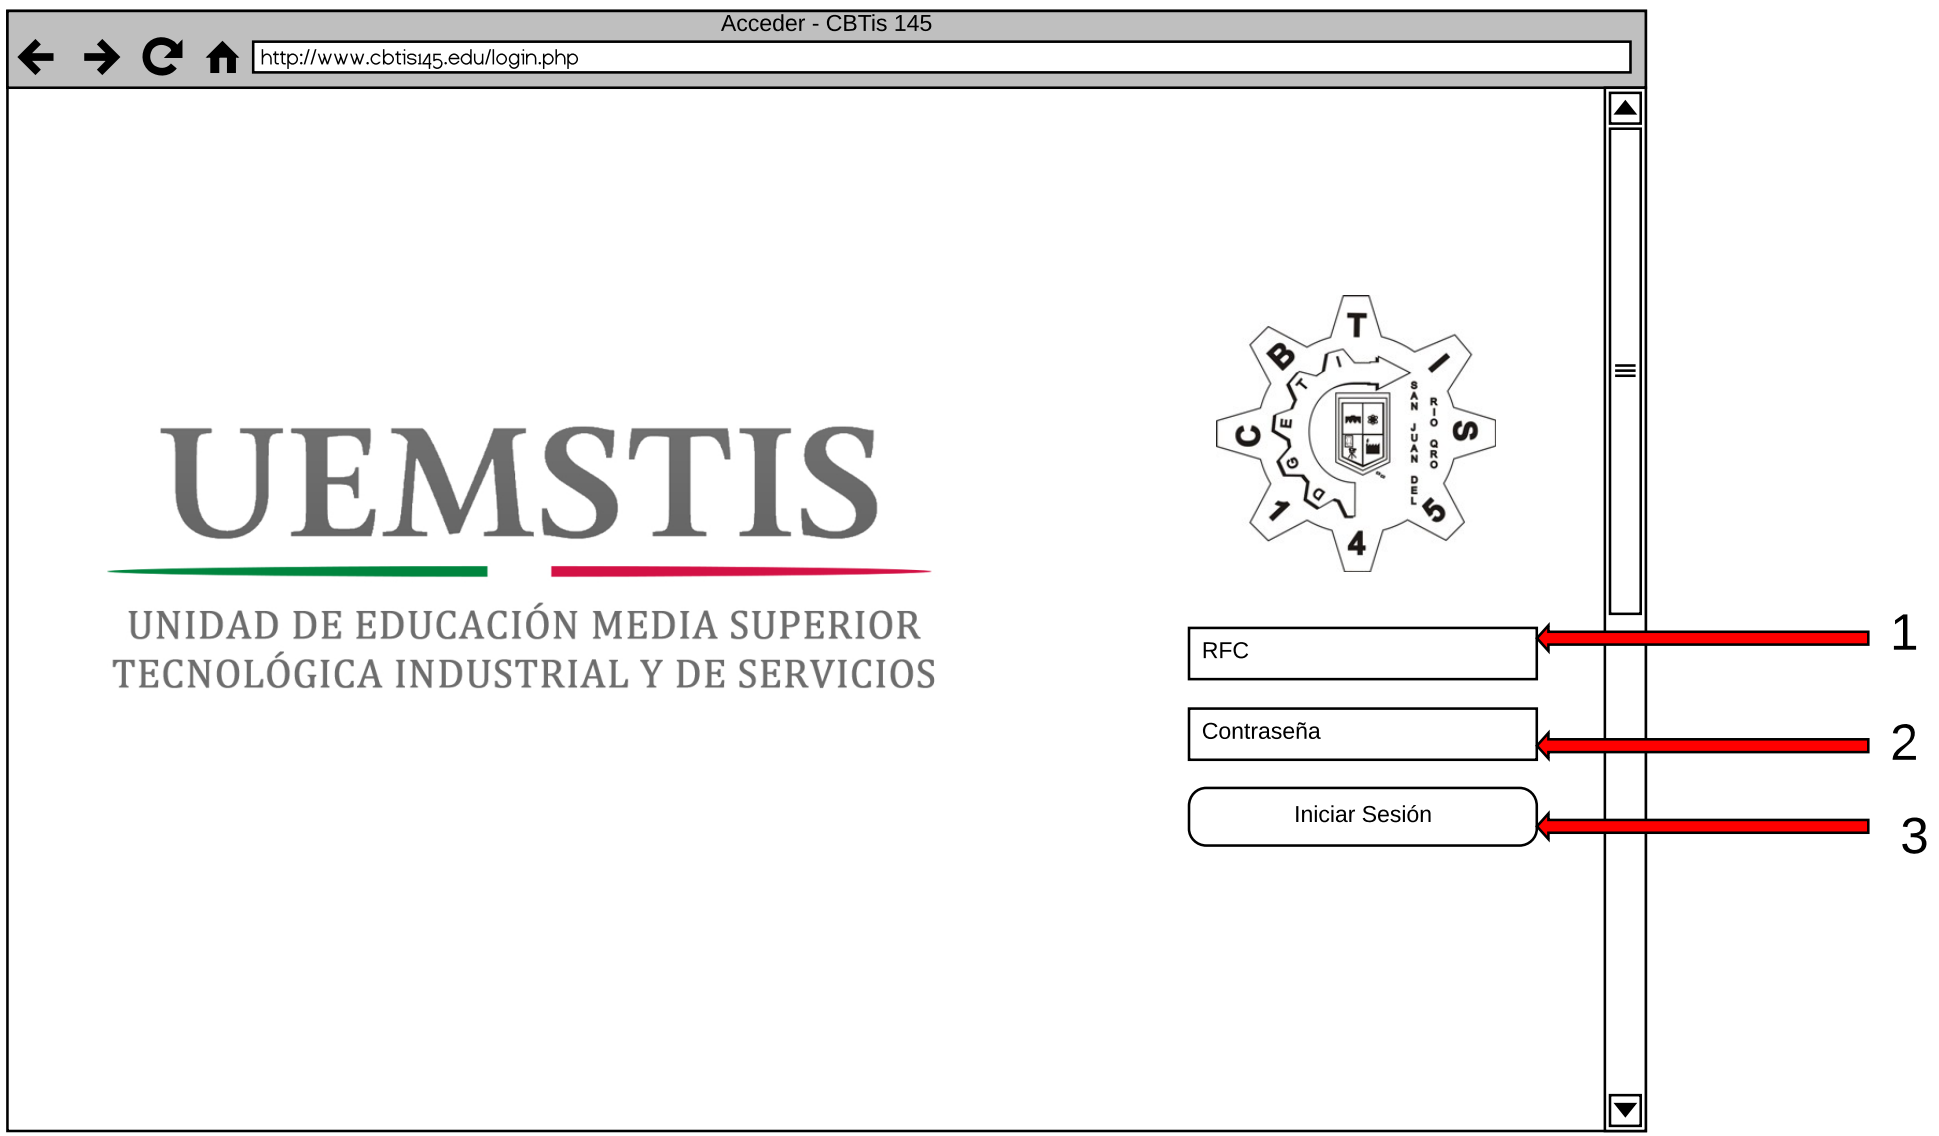 Acceder - CBTis 145
http://www.cbtis145.edu/login.php
UEMSTIS
UNIDAD DE EDUCACIÓN MEDIA SUPERIOR
TECNOLÓGICA INDUSTRIAL Y DE SERVICIOS
CBTIS
145
DGETI
SAN JUAN DEL
RIO QRO
RFC
1
Contraseña
2
Iniciar Sesión
3